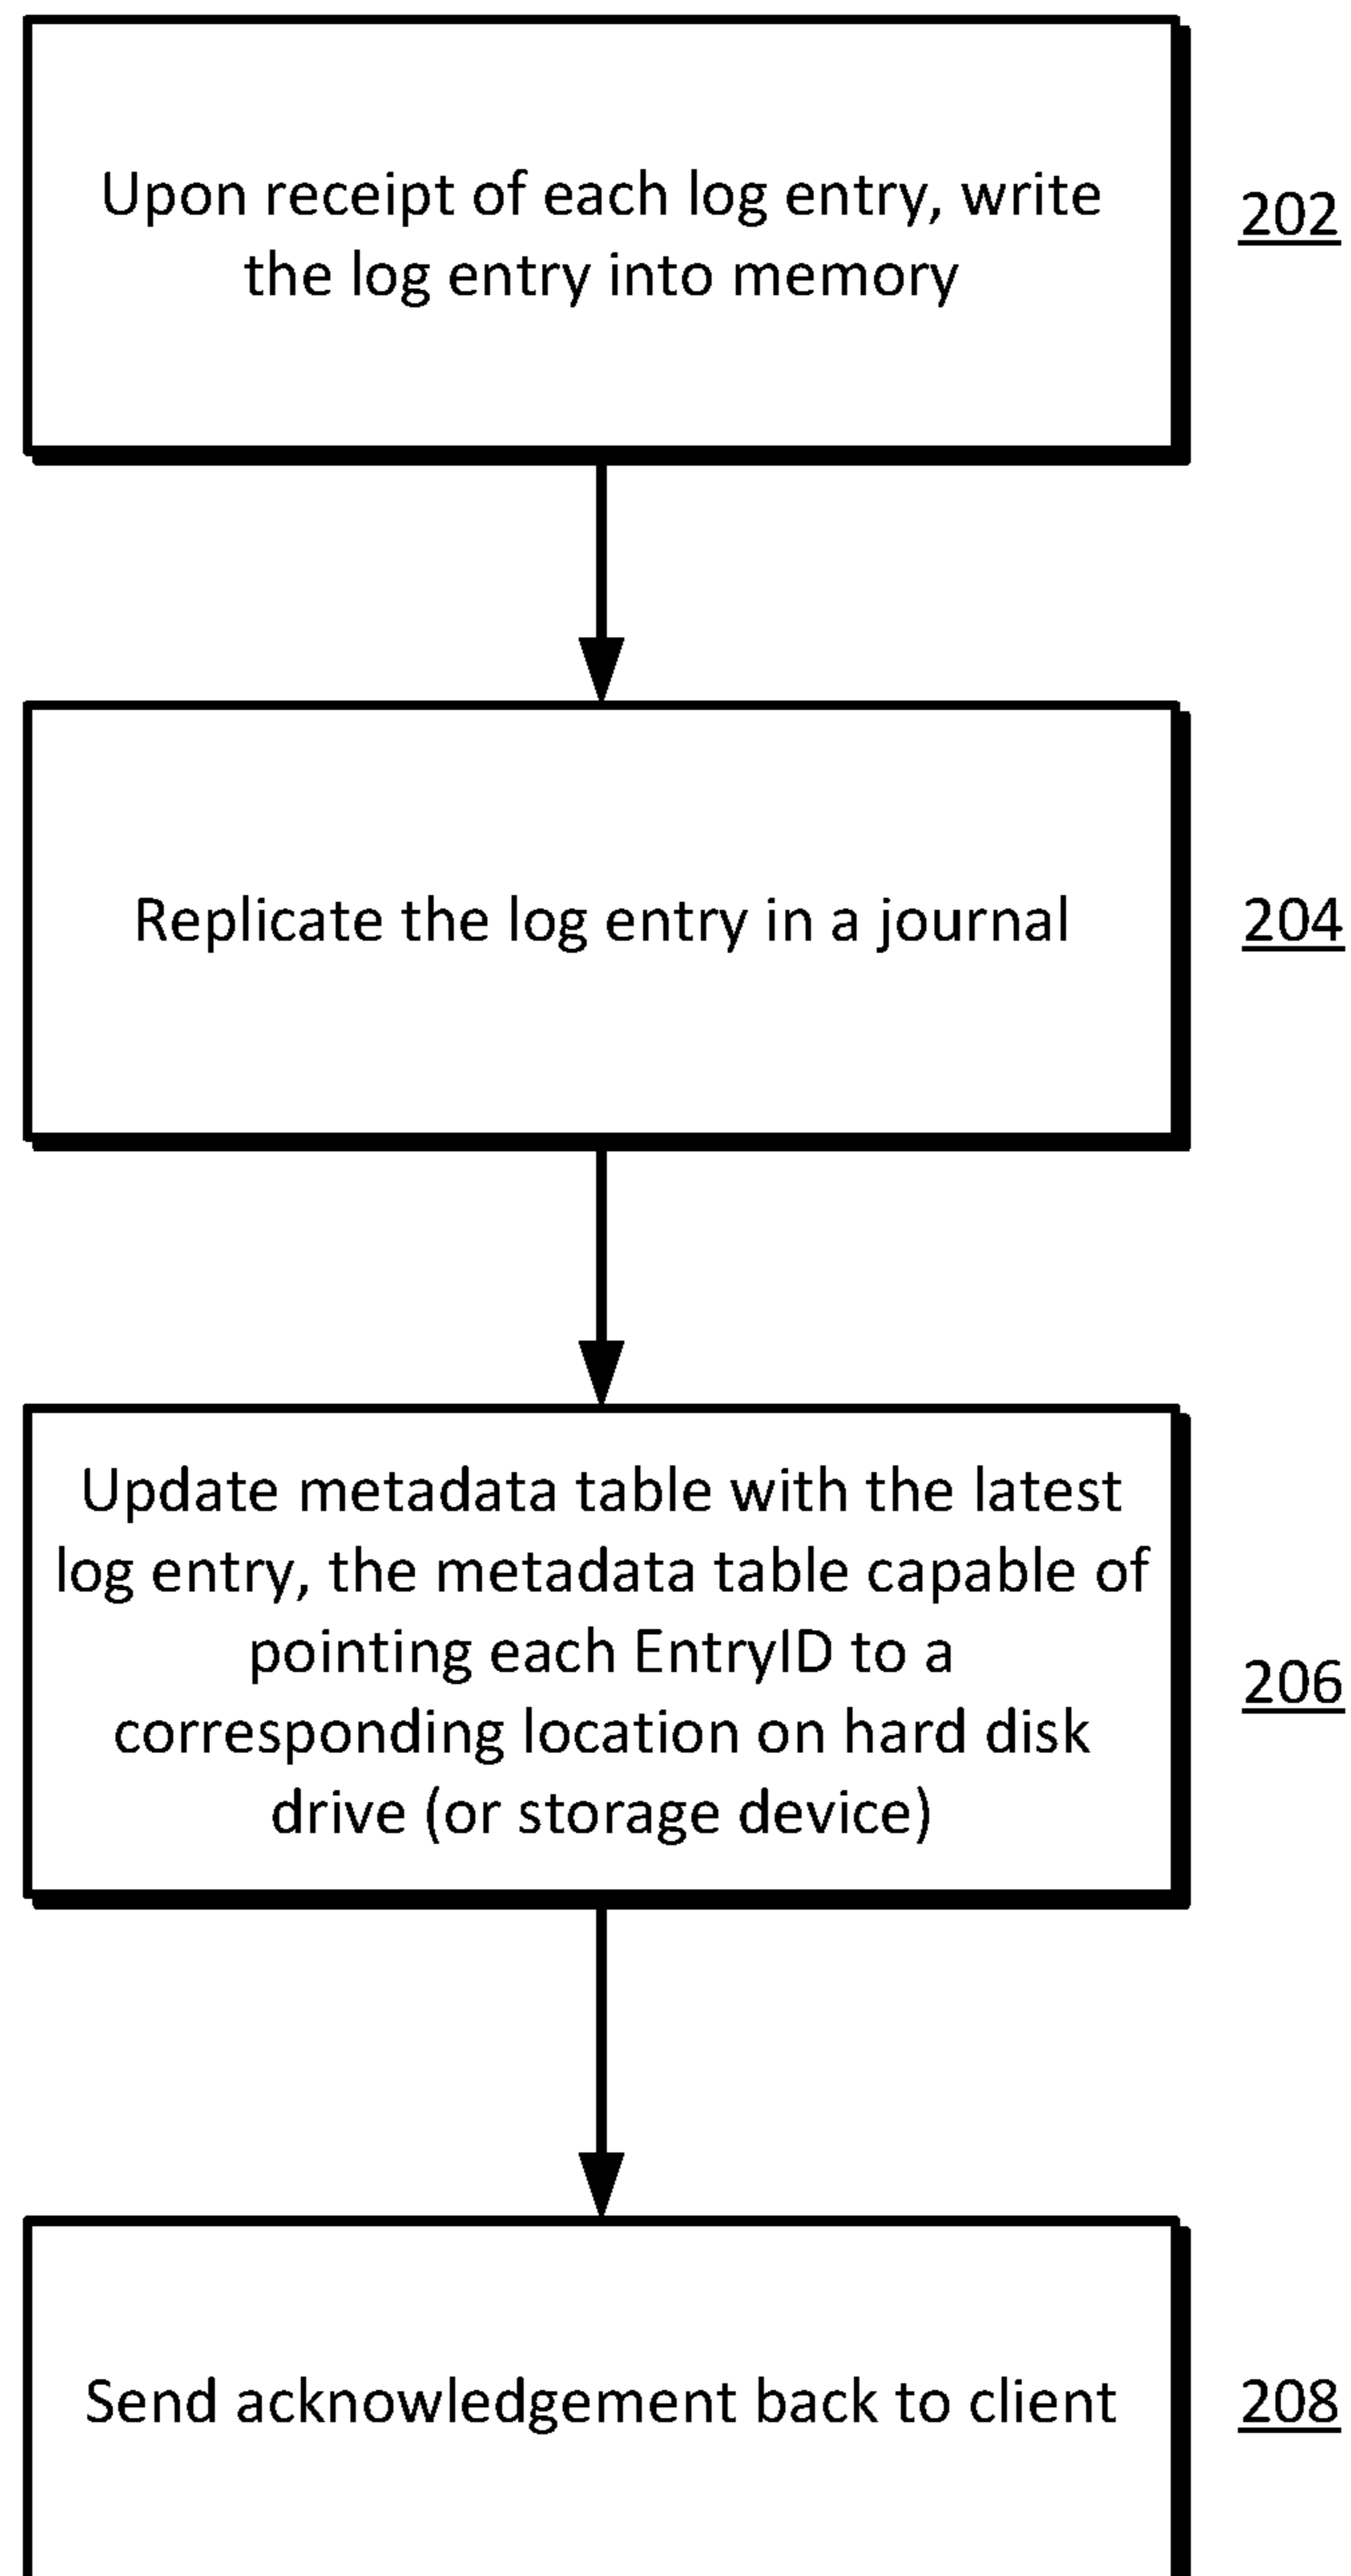 Upon receipt of each log entry, write
the log entry into memory
202
Replicate the log entry in a journal
204
Update metadata table with the latest
log entry, the metadata table capable of
pointing each EntryID to a
corresponding location on hard disk
drive (or storage device)
206
Send acknowledgement back to client
208